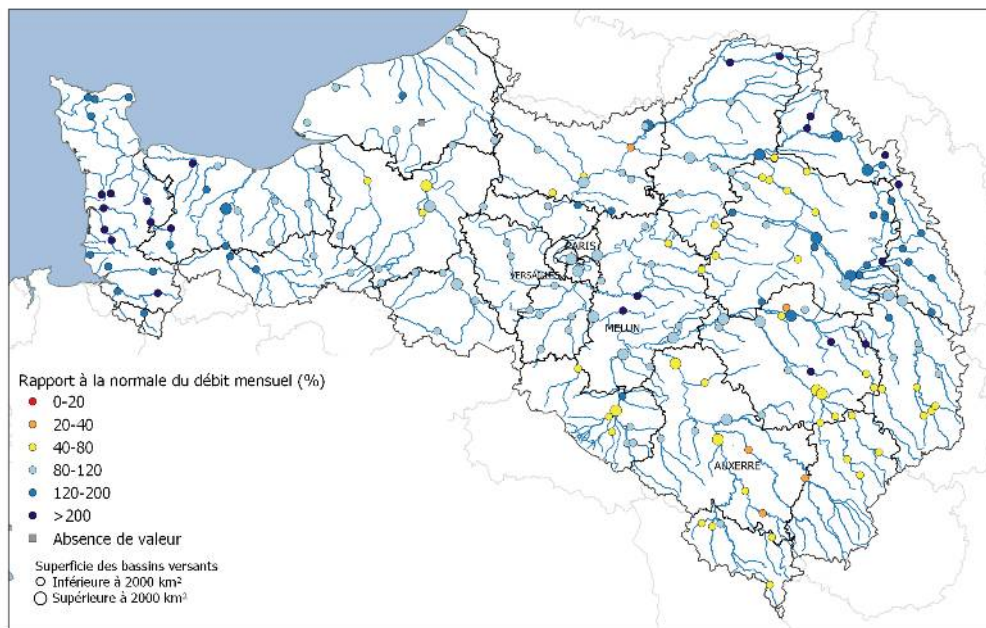 PARIS
VERSAILLES
MELUN
AUXERRE
Rapport à la normale du débit mensuel (%)
0-20
20-40
40-80
80-120
120-200
>200
Absence de valeur
Superficie des bassins versants
Inférieure à 2000 km²
Supérieure à 2000 km²